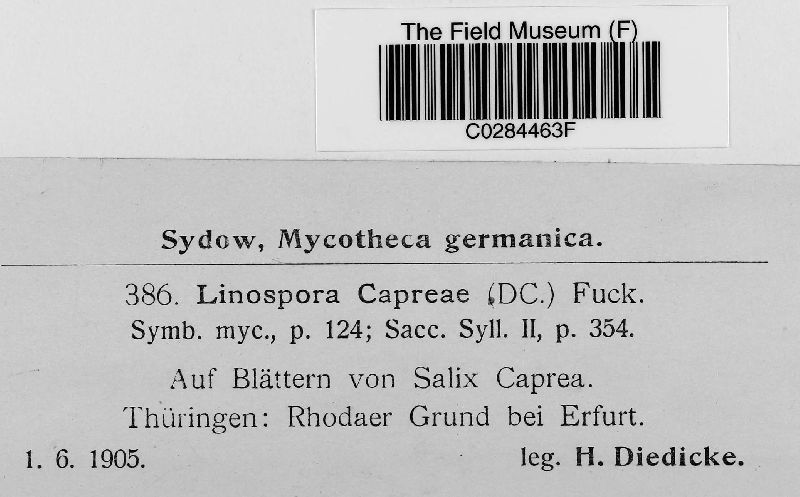 The Field Museum (F)
C0284463F
Sydow, Mycotheca germanica.
386. Linospora Capreae (DC.) Fuck.
Symb. myc., p. 124; Sacc. Syll. II, p. 354.
Auf Blättern von Salix Caprea.
Thüringen: Rhodaer Grund bei Erfurt.
1. 6. 1905. leg. H. Diedicke.